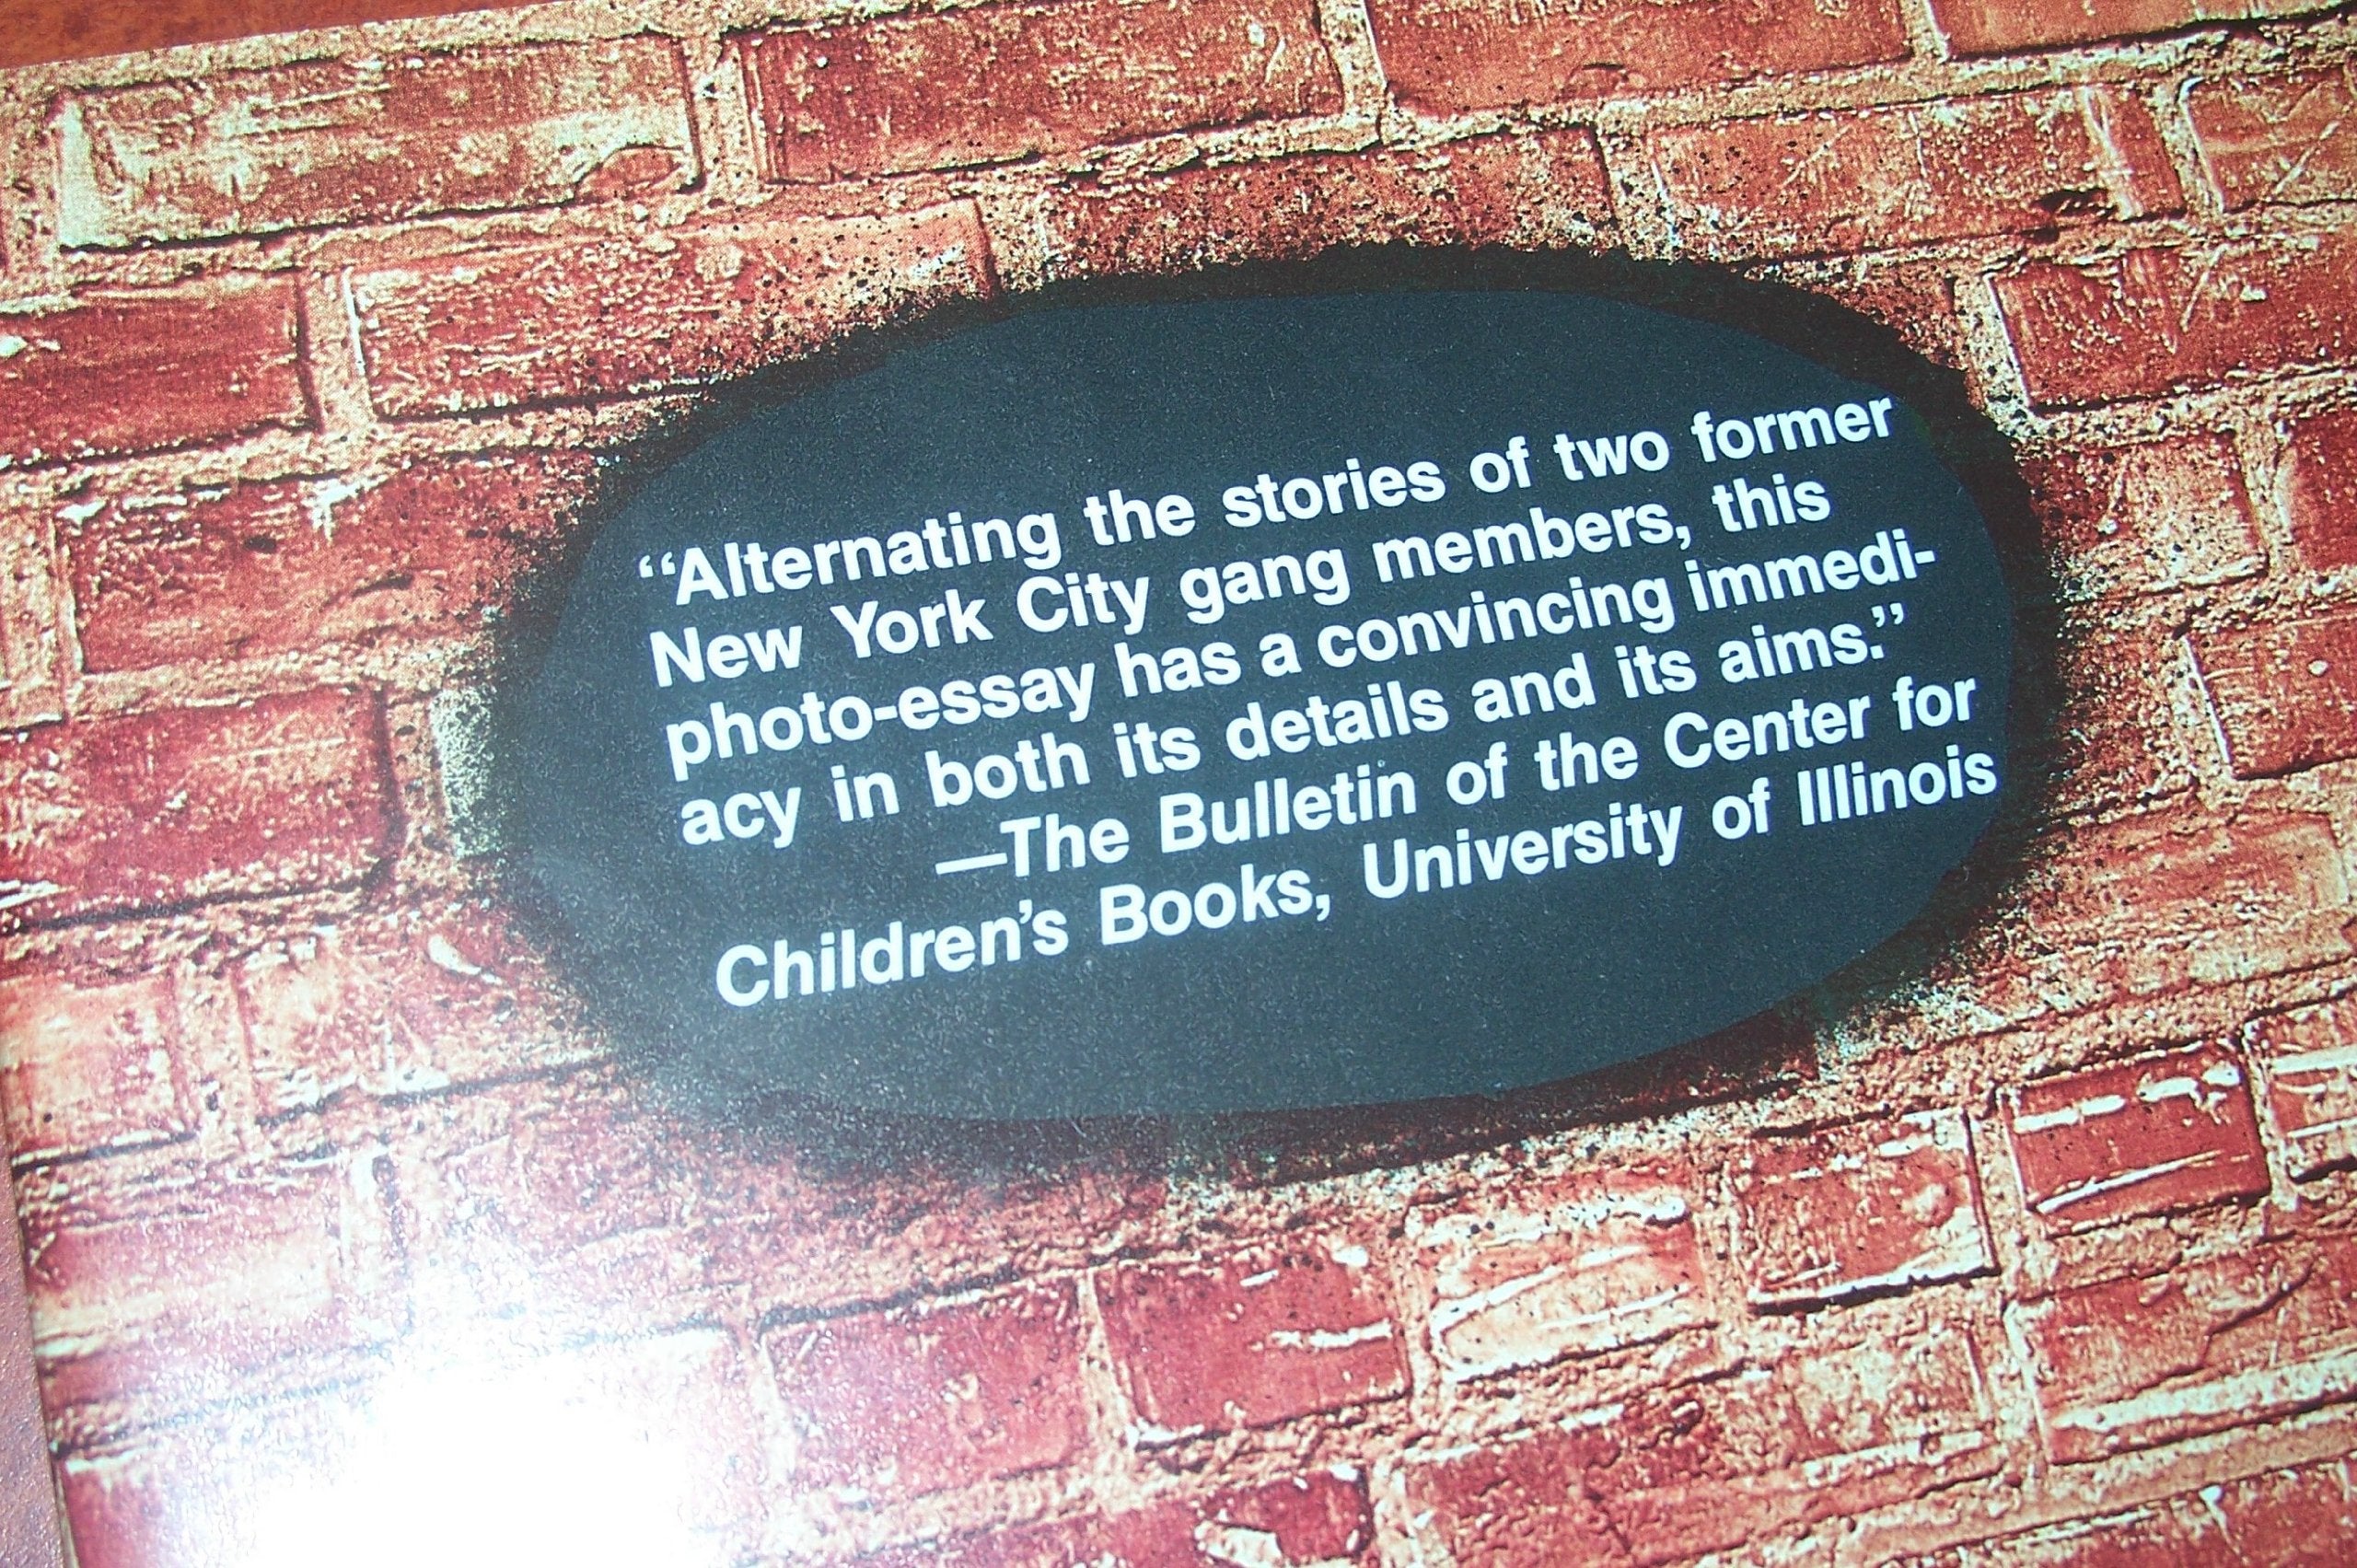 “Alternating the stories of two former
New York City gang members, this
photo-essay has a convincing immedi-
acy in both its details and its aims.”
—The Bulletin of the Center for
Children’s Books, University of Illinois